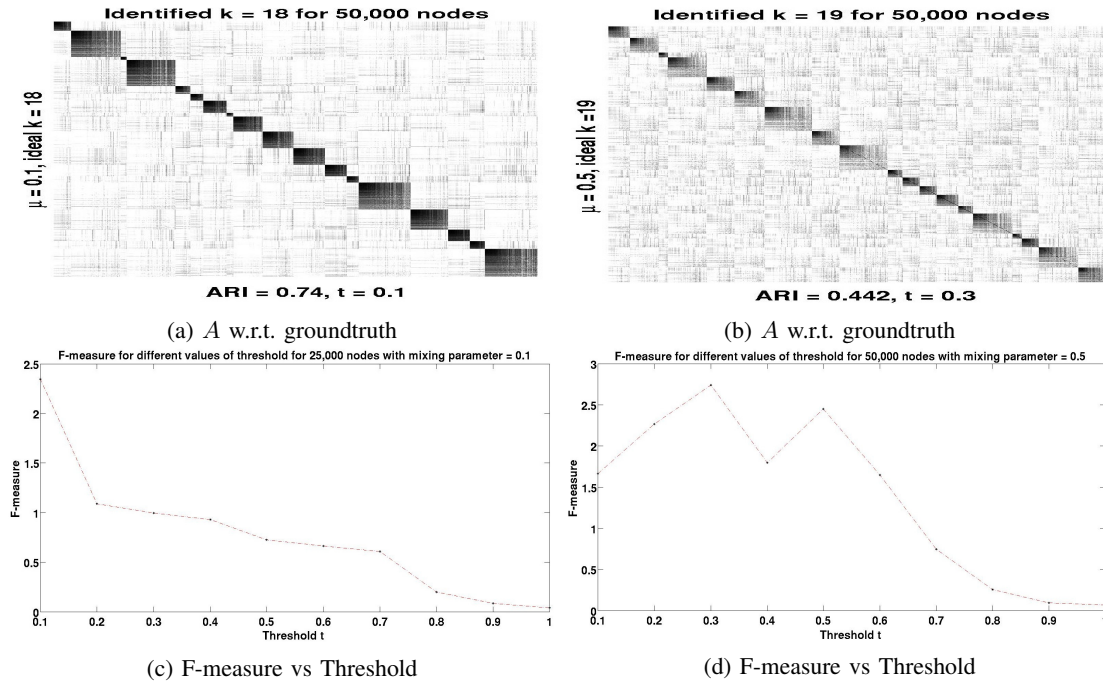 Identified k = 18 for 50,000 nodes
μ = 0.1, ideal k = 18
ARI = 0.74, t = 0.1
(a) A w.r.t. groundtruth
Identified k = 19 for 50,000 nodes
μ = 0.5, ideal k =19
ARI = 0.442, t = 0.3
(b) A w.r.t. groundtruth
F-measure for different values of threshold for 25,000 nodes with mixing parameter = 0.1
2.5
2
1.5
1
0.5
0
F-measure
0.1 0.2 0.3 0.4 0.5 0.6 0.7 0.8 0.9 1
Threshold t
(c) F-measure vs Threshold
F-measure for different values of threshold for 50,000 nodes with mixing parameter = 0.5
3
2.5
2
1.5
1
0.5
0
F-measure
0.1 0.2 0.3 0.4 0.5 0.6 0.7 0.8 0.9
Threshold t
(d) F-measure vs Threshold